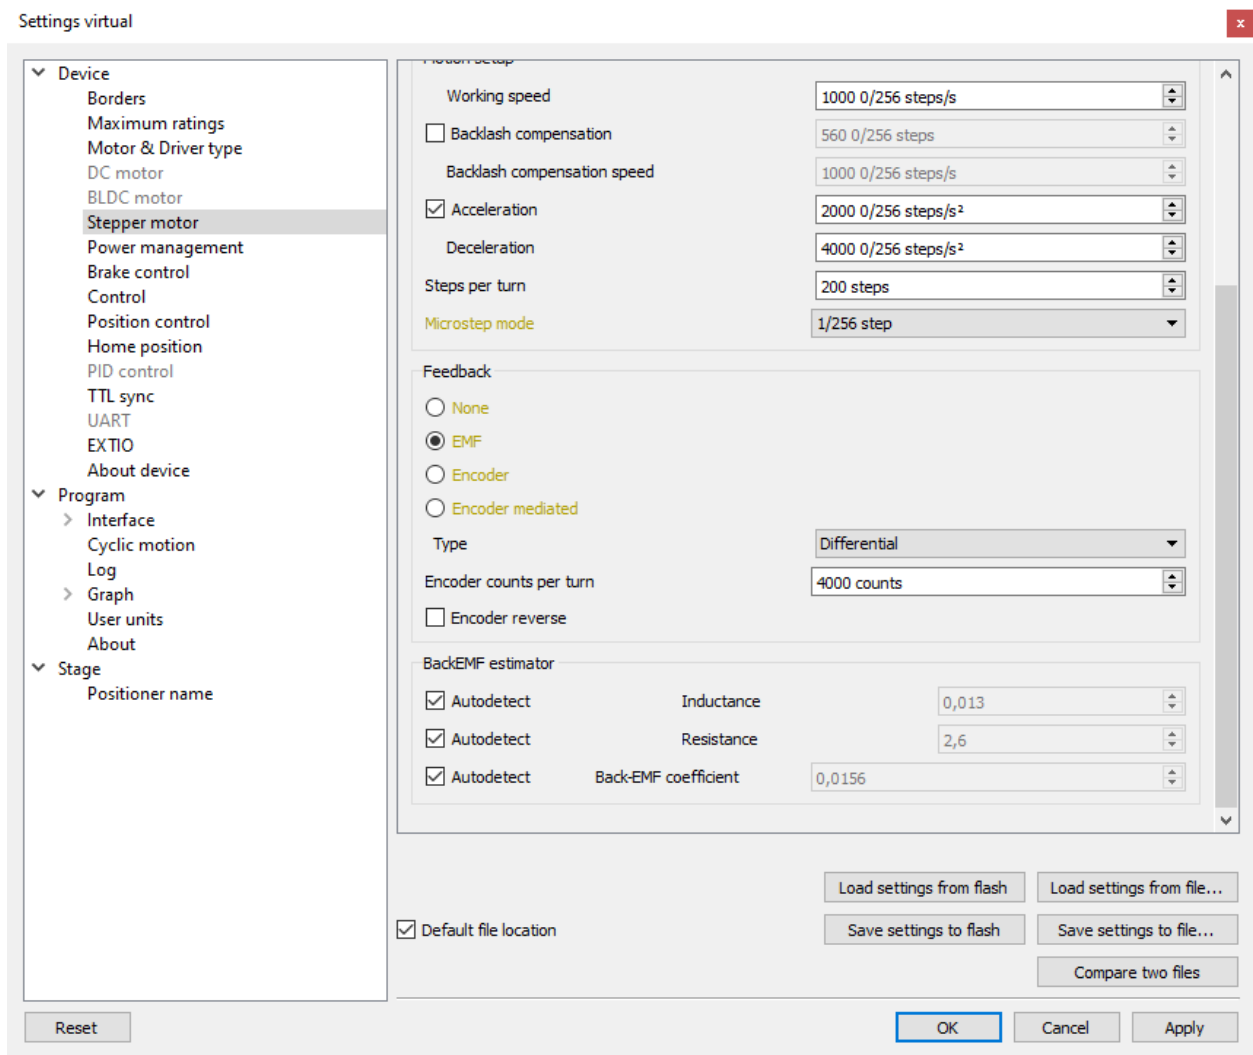 Settings virtual
x
Device
Borders
Maximum ratings
Motor & Driver type
DC motor
BLDC motor
Stepper motor
Power management
Brake control
Control
Position control
Home position
PID control
TTL sync
UART
EXTIO
About device
Program
Interface
Cyclic motion
Log
Graph
User units
About
Stage
Positioner name
Motion setup
Working speed 1000 0/256 steps/s
Backlash compensation 560 0/256 steps
Backlash compensation speed 1000 0/256 steps/s
Acceleration 2000 0/256 steps/s²
Deceleration 4000 0/256 steps/s²
Steps per turn 200 steps
Microstep mode 1/256 step
Feedback
None
EMF
Encoder
Encoder mediated
Type Differential
Encoder counts per turn 4000 counts
Encoder reverse
BackEMF estimator
Autodetect Inductance 0,013
Autodetect Resistance 2,6
Autodetect Back-EMF coefficient 0,0156
Load settings from flash Load settings from file...
Default file location Save settings to flash Save settings to file...
Compare two files
Reset OK Cancel Apply